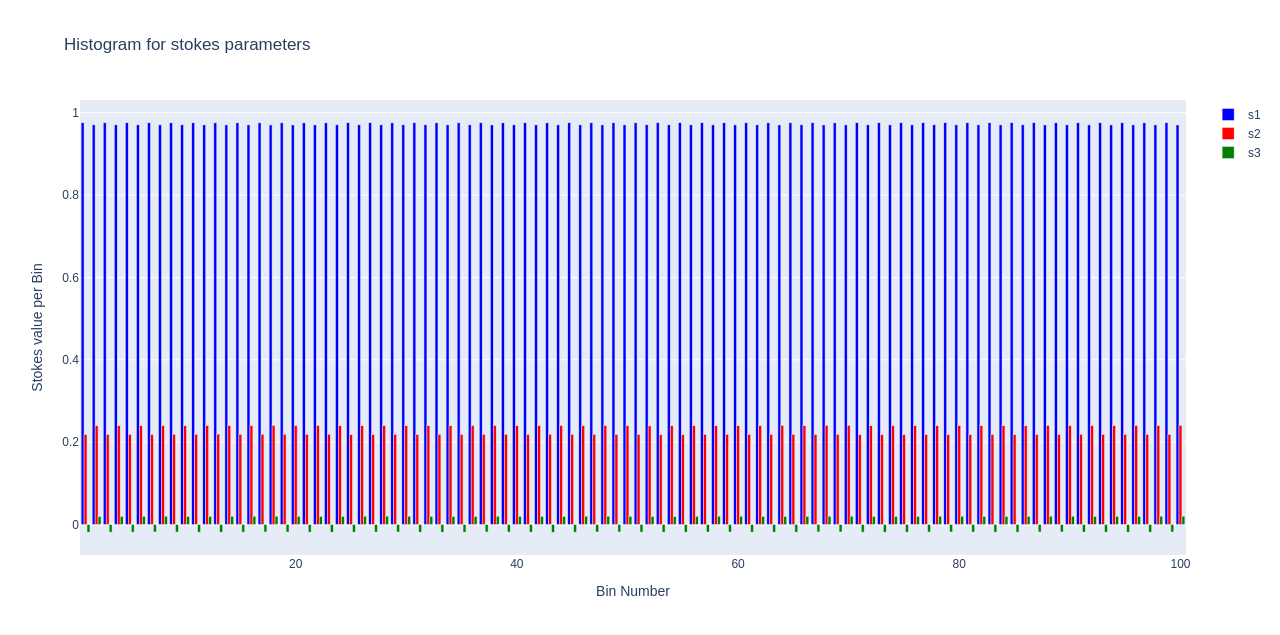 Histogram for stokes parameters
s1
s2
s3
Stokes value per Bin
1
0.8
0.6
0.4
0.2
0
20
40
60
80
100
Bin Number